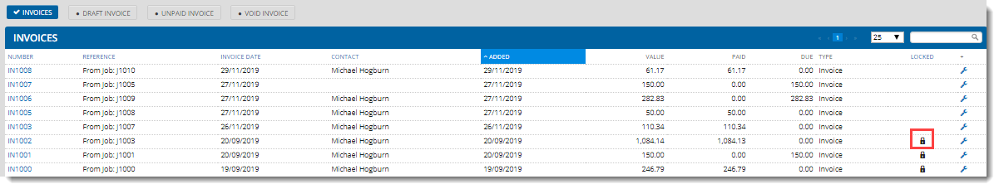 INVOICES DRAFT INVOICE UNPAID INVOICE VOID INVOICE
INVOICES 1 25
NUMBER REFERENCE INVOICE DATE CONTACT ADDED VALUE PAID DUE TYPE LOCKED +
IN1008 From Job: J1010 29/11/2019 Michael Hogburn 29/11/2019 61.17 61.17 0.00 Invoice
IN1007 From Job: J1005 27/11/2019 27/11/2019 150.00 0.00 150.00 Invoice
IN1006 From Job: J1009 27/11/2019 Michael Hogburn 27/11/2019 282.83 0.00 282.83 Invoice
IN1005 From Job: J1008 27/11/2019 Michael Hogburn 27/11/2019 50.00 50.00 0.00 Invoice
IN1003 From Job: J1007 26/11/2019 Michael Hogburn 26/11/2019 110.34 110.34 0.00 Invoice
IN1002 From Job: J1003 20/09/2019 Michael Hogburn 20/09/2019 1,084.14 1,084.13 0.00 Invoice
IN1001 From Job: J1001 20/09/2019 Michael Hogburn 20/09/2019 150.00 0.00 150.00 Invoice
IN1000 From Job: J1000 19/09/2019 Michael Hogburn 19/09/2019 246.79 246.79 0.00 Invoice